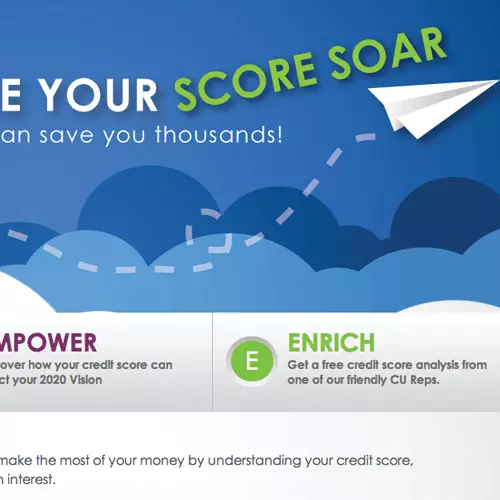 E YOUR SCORE SOAR
an save you thousands!
MPOWER
over how your credit score can
ct your 2020 Vision
E
ENRICH
Get a free credit score analysis from
one of our friendly CU Reps.
make the most of your money by understanding your credit score,
n interest.